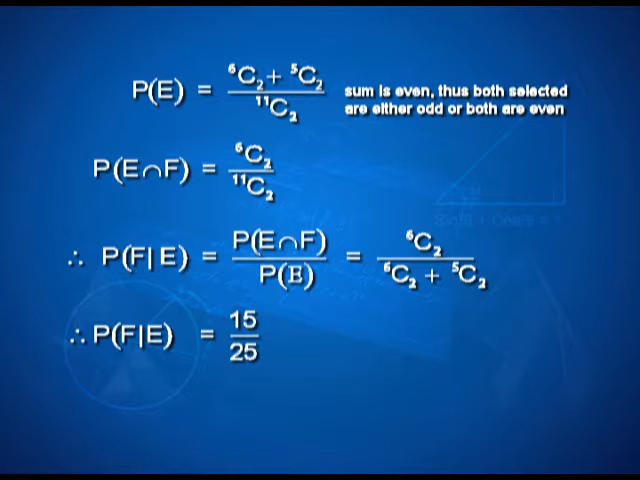 P(E) = (⁶C₂ + ⁵C₂) / ¹¹C₂ sum is even, thus both selected
are either odd or both are even
P(E∩F) = ⁶C₂ / ¹¹C₂
∴ P(F|E) = P(E∩F) / P(E) = ⁶C₂ / (⁶C₂ + ⁵C₂)
∴ P(F|E) = 15 / 25